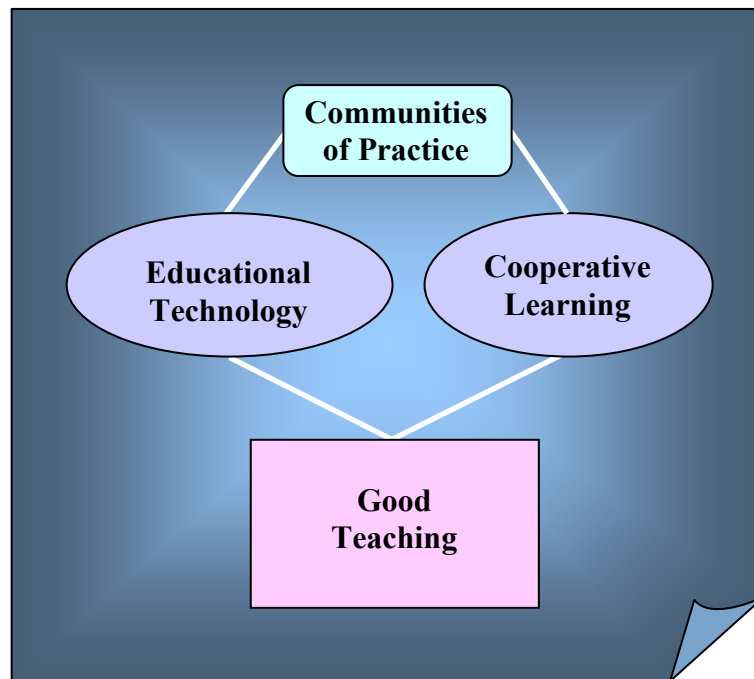 Communities
of Practice
Educational
Technology
Cooperative
Learning
Good
Teaching